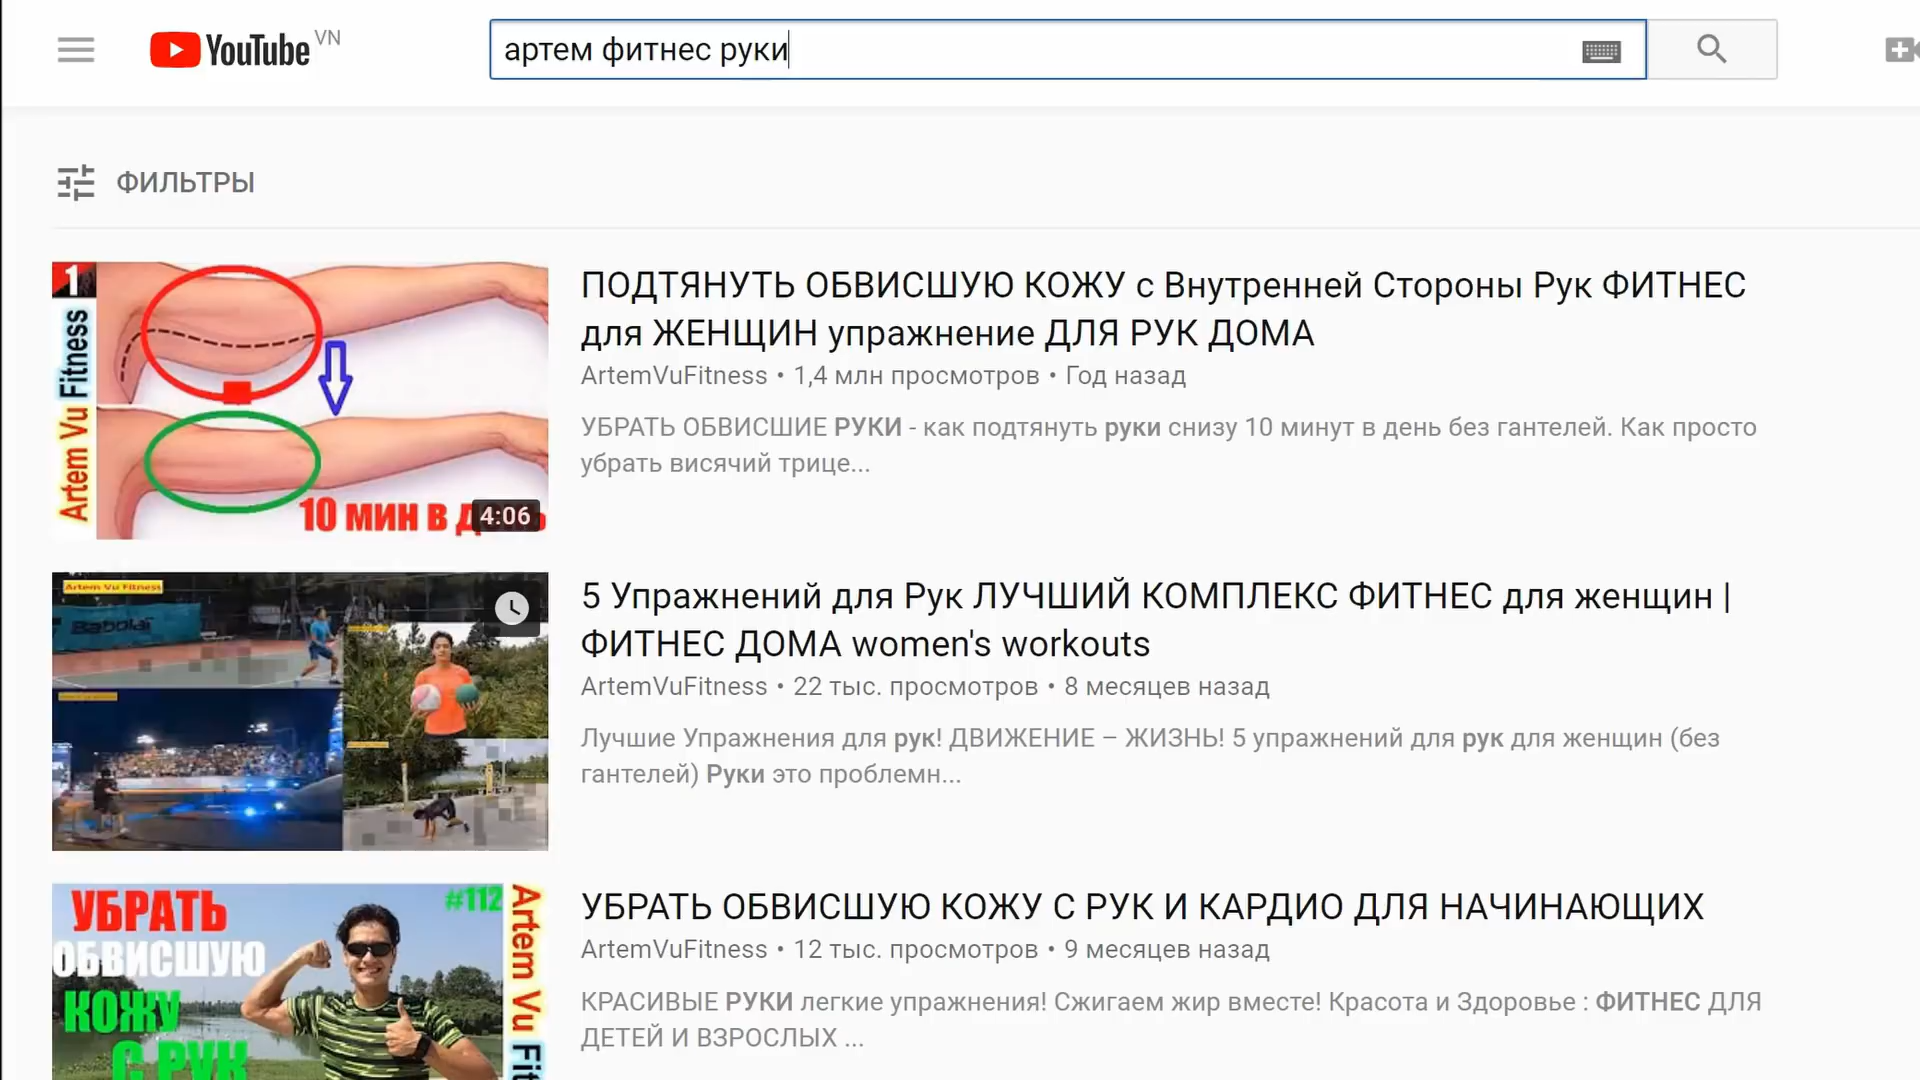 YouTube VN
артем фитнес руки
ФИЛЬТРЫ
1
Artem Vu Fitness
10 МИН В
4:06
ПОДТЯНУТЬ ОБВИСШУЮ КОЖУ с Внутренней Стороны Рук ФИТНЕС
для ЖЕНЩИН упражнение ДЛЯ РУК ДОМА
ArtemVuFitness • 1,4 млн просмотров • Год назад
УБРАТЬ ОБВИСШИЕ РУКИ - как подтянуть руки снизу 10 минут в день без гантелей. Как просто
убрать висячий трице...
Artem Vu Fitness
Babolat
5 Упражнений для Рук ЛУЧШИЙ КОМПЛЕКС ФИТНЕС для женщин |
ФИТНЕС ДОМА women's workouts
ArtemVuFitness • 22 тыс. просмотров • 8 месяцев назад
Лучшие Упражнения для рук! ДВИЖЕНИЕ – ЖИЗНЬ! 5 упражнений для рук для женщин (без
гантелей) Руки это проблемн...
УБРАТЬ
ОБВИСШУЮ
КОЖУ
С РУК
#112
Artem Vu Fit
УБРАТЬ ОБВИСШУЮ КОЖУ С РУК И КАРДИО ДЛЯ НАЧИНАЮЩИХ
ArtemVuFitness • 12 тыс. просмотров • 9 месяцев назад
КРАСИВЫЕ РУКИ легкие упражнения! Сжигаем жир вместе! Красота и Здоровье : ФИТНЕС ДЛЯ
ДЕТЕЙ И ВЗРОСЛЫХ ...